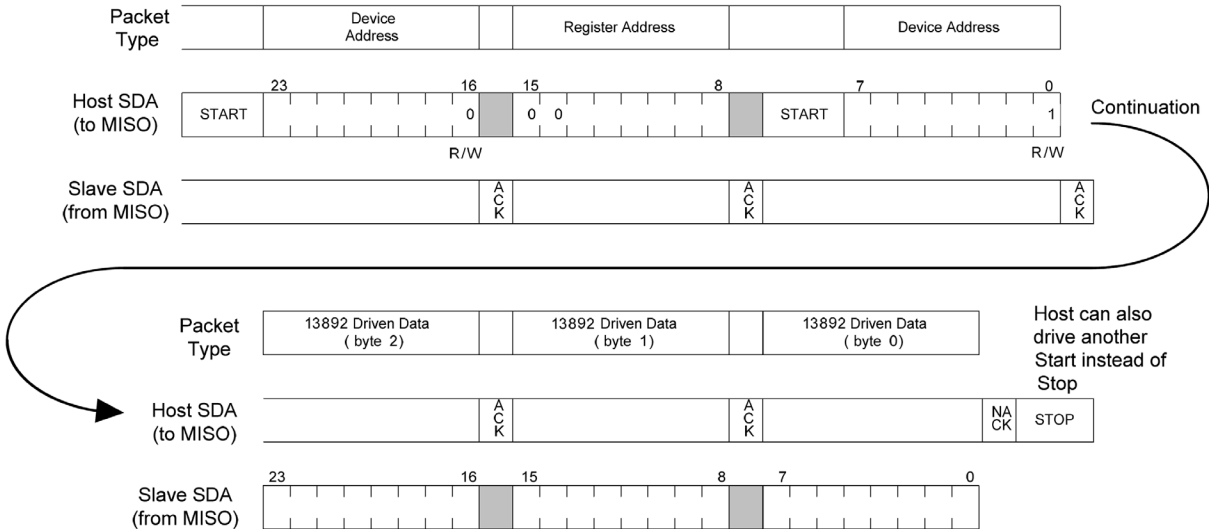 Packet
Type
Device
Address
Register Address
Device Address
23 16 15 8 7 0
Host SDA
(to MISO)
START
0
0 0
START
1
Continuation
R/W
R/W
Slave SDA
(from MISO)
ACK
ACK
ACK
Packet
Type
13892 Driven Data
( byte 2)
13892 Driven Data
( byte 1)
13892 Driven Data
( byte 0)
Host can also
drive another
Start instead of
Stop
Host SDA
(to MISO)
ACK
ACK
NACK
STOP
23 16 15 8 7 0
Slave SDA
(from MISO)